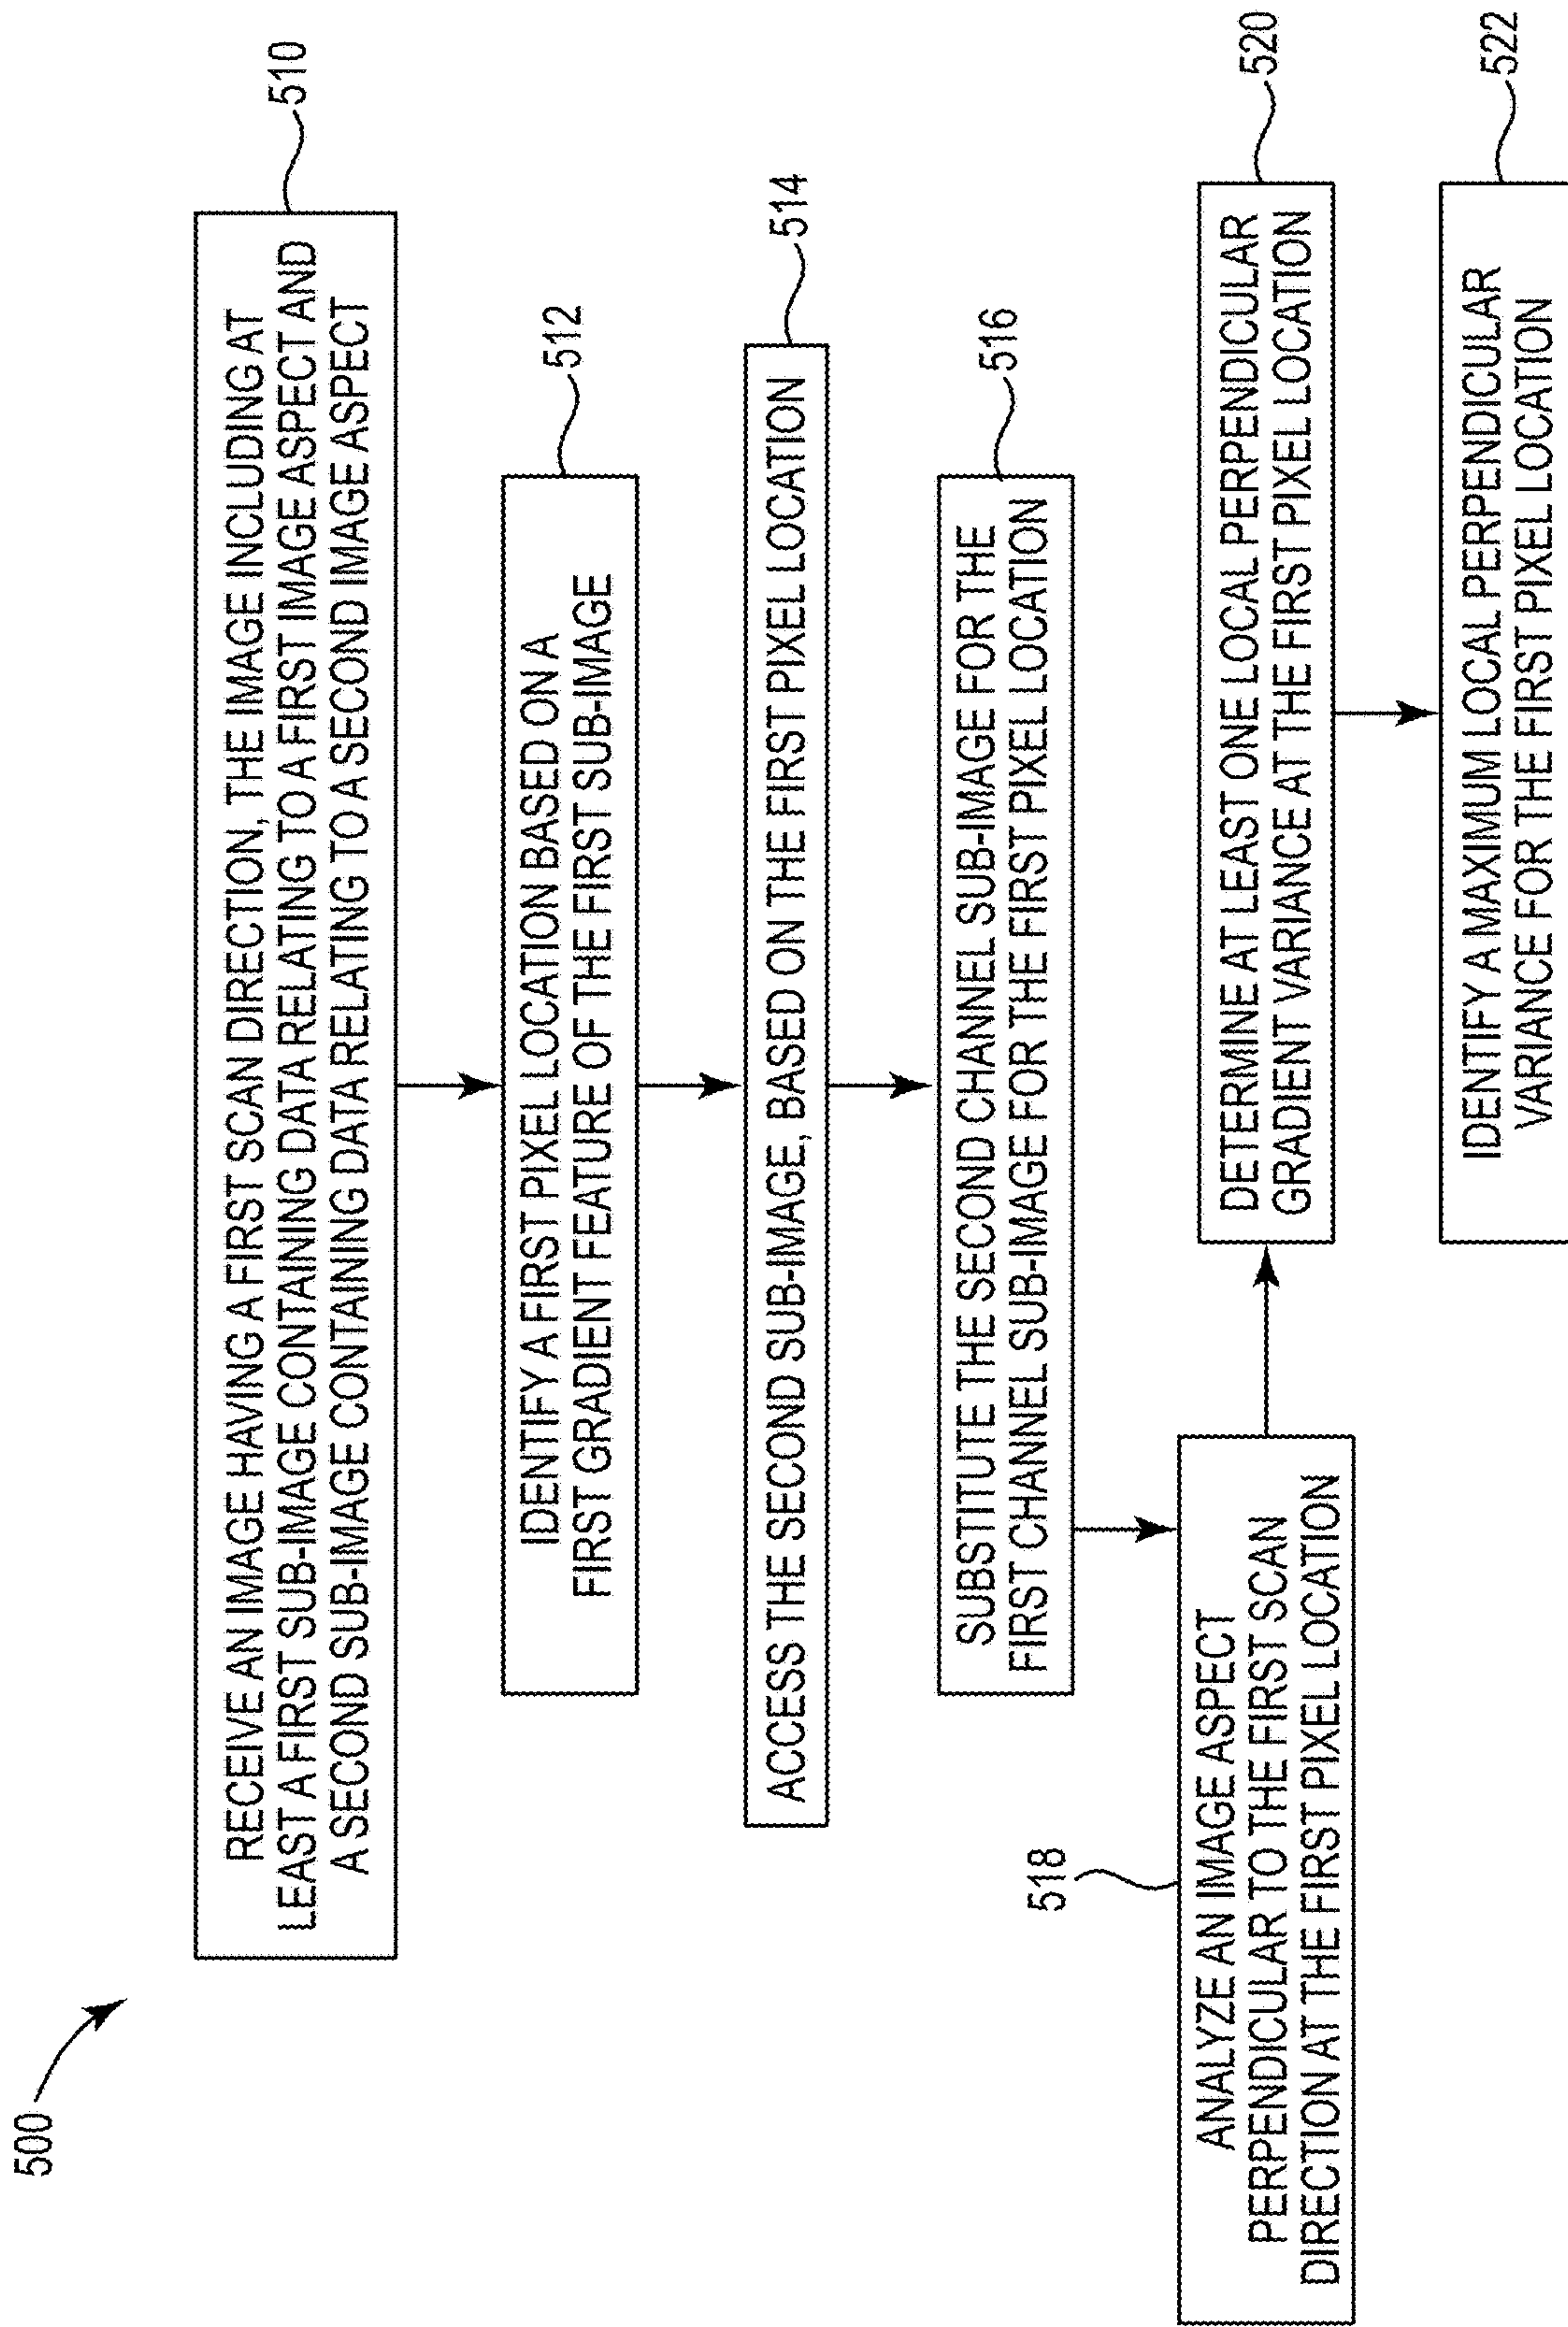 500
RECEIVE AN IMAGE HAVING A FIRST SCAN DIRECTION, THE IMAGE INCLUDING AT
LEAST A FIRST SUB-IMAGE CONTAINING DATA RELATING TO A FIRST IMAGE ASPECT AND
A SECOND SUB-IMAGE CONTAINING DATA RELATING TO A SECOND IMAGE ASPECT
510
IDENTIFY A FIRST PIXEL LOCATION BASED ON A
FIRST GRADIENT FEATURE OF THE FIRST SUB-IMAGE
512
ACCESS THE SECOND SUB-IMAGE, BASED ON THE FIRST PIXEL LOCATION
514
SUBSTITUTE THE SECOND CHANNEL SUB-IMAGE FOR THE
FIRST CHANNEL SUB-IMAGE FOR THE FIRST PIXEL LOCATION
516
518
ANALYZE AN IMAGE ASPECT
PERPENDICULAR TO THE FIRST SCAN
DIRECTION AT THE FIRST PIXEL LOCATION
DETERMINE AT LEAST ONE LOCAL PERPENDICULAR
GRADIENT VARIANCE AT THE FIRST PIXEL LOCATION
520
IDENTIFY A MAXIMUM LOCAL PERPENDICULAR
VARIANCE FOR THE FIRST PIXEL LOCATION
522